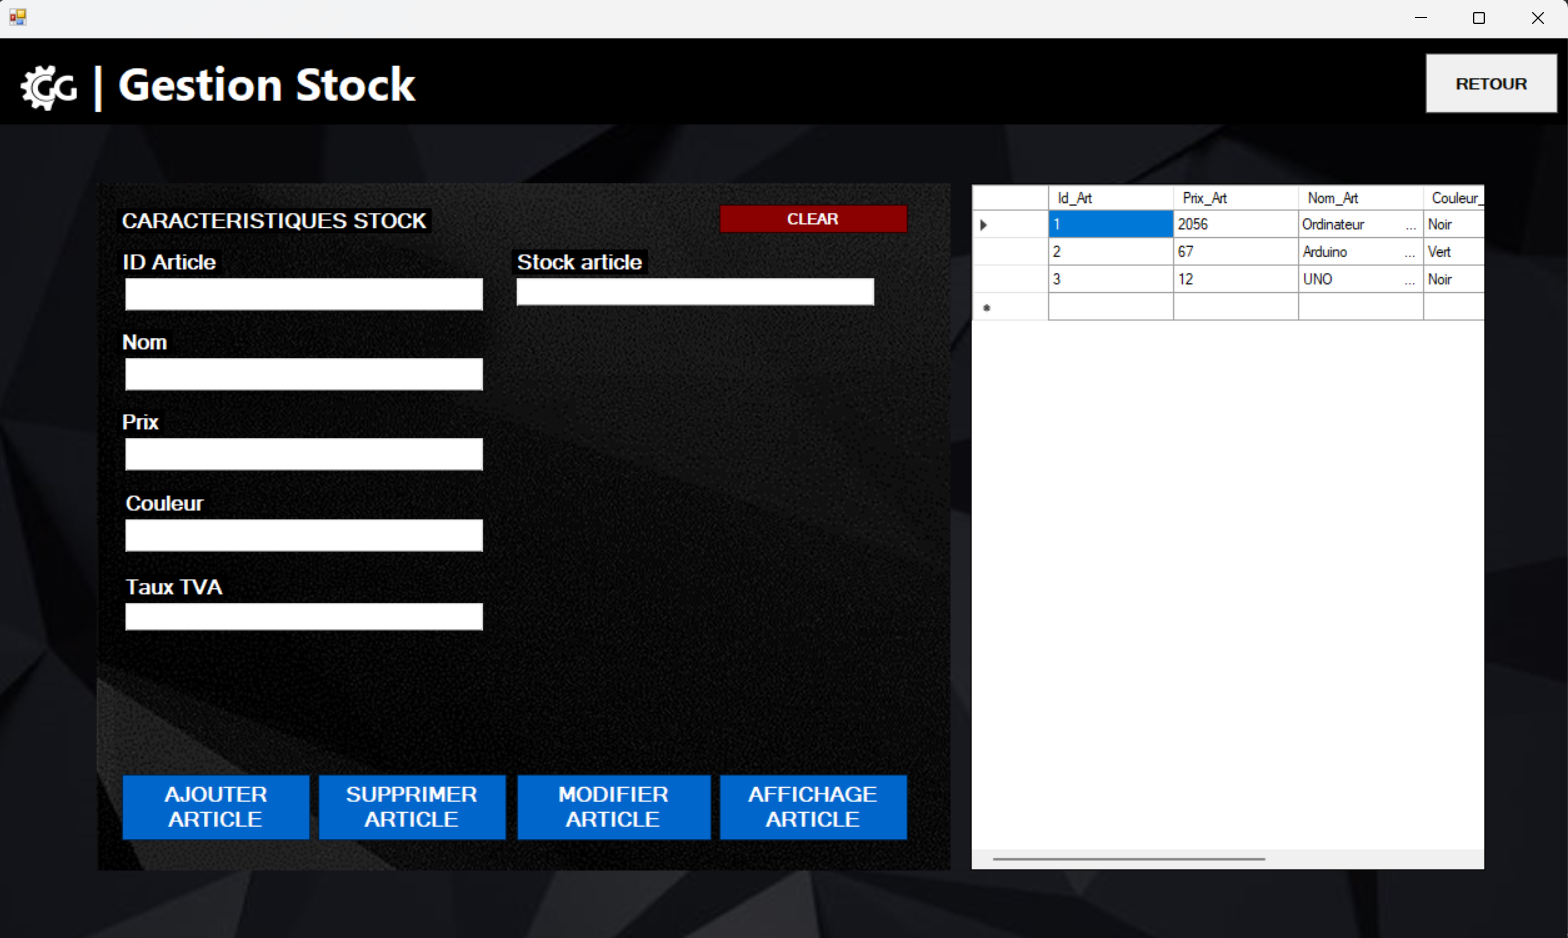 GG | Gestion Stock
RETOUR
CARACTERISTIQUES STOCK
CLEAR
ID Article
Stock article
Nom
Prix
Couleur
Taux TVA
AJOUTER
ARTICLE
SUPPRIMER
ARTICLE
MODIFIER
ARTICLE
AFFICHAGE
ARTICLE
Id_Art Prix_Art Nom_Art Couleur_
1 2056 Ordinateur ... Noir
2 67 Arduino ... Vert
3 12 UNO ... Noir